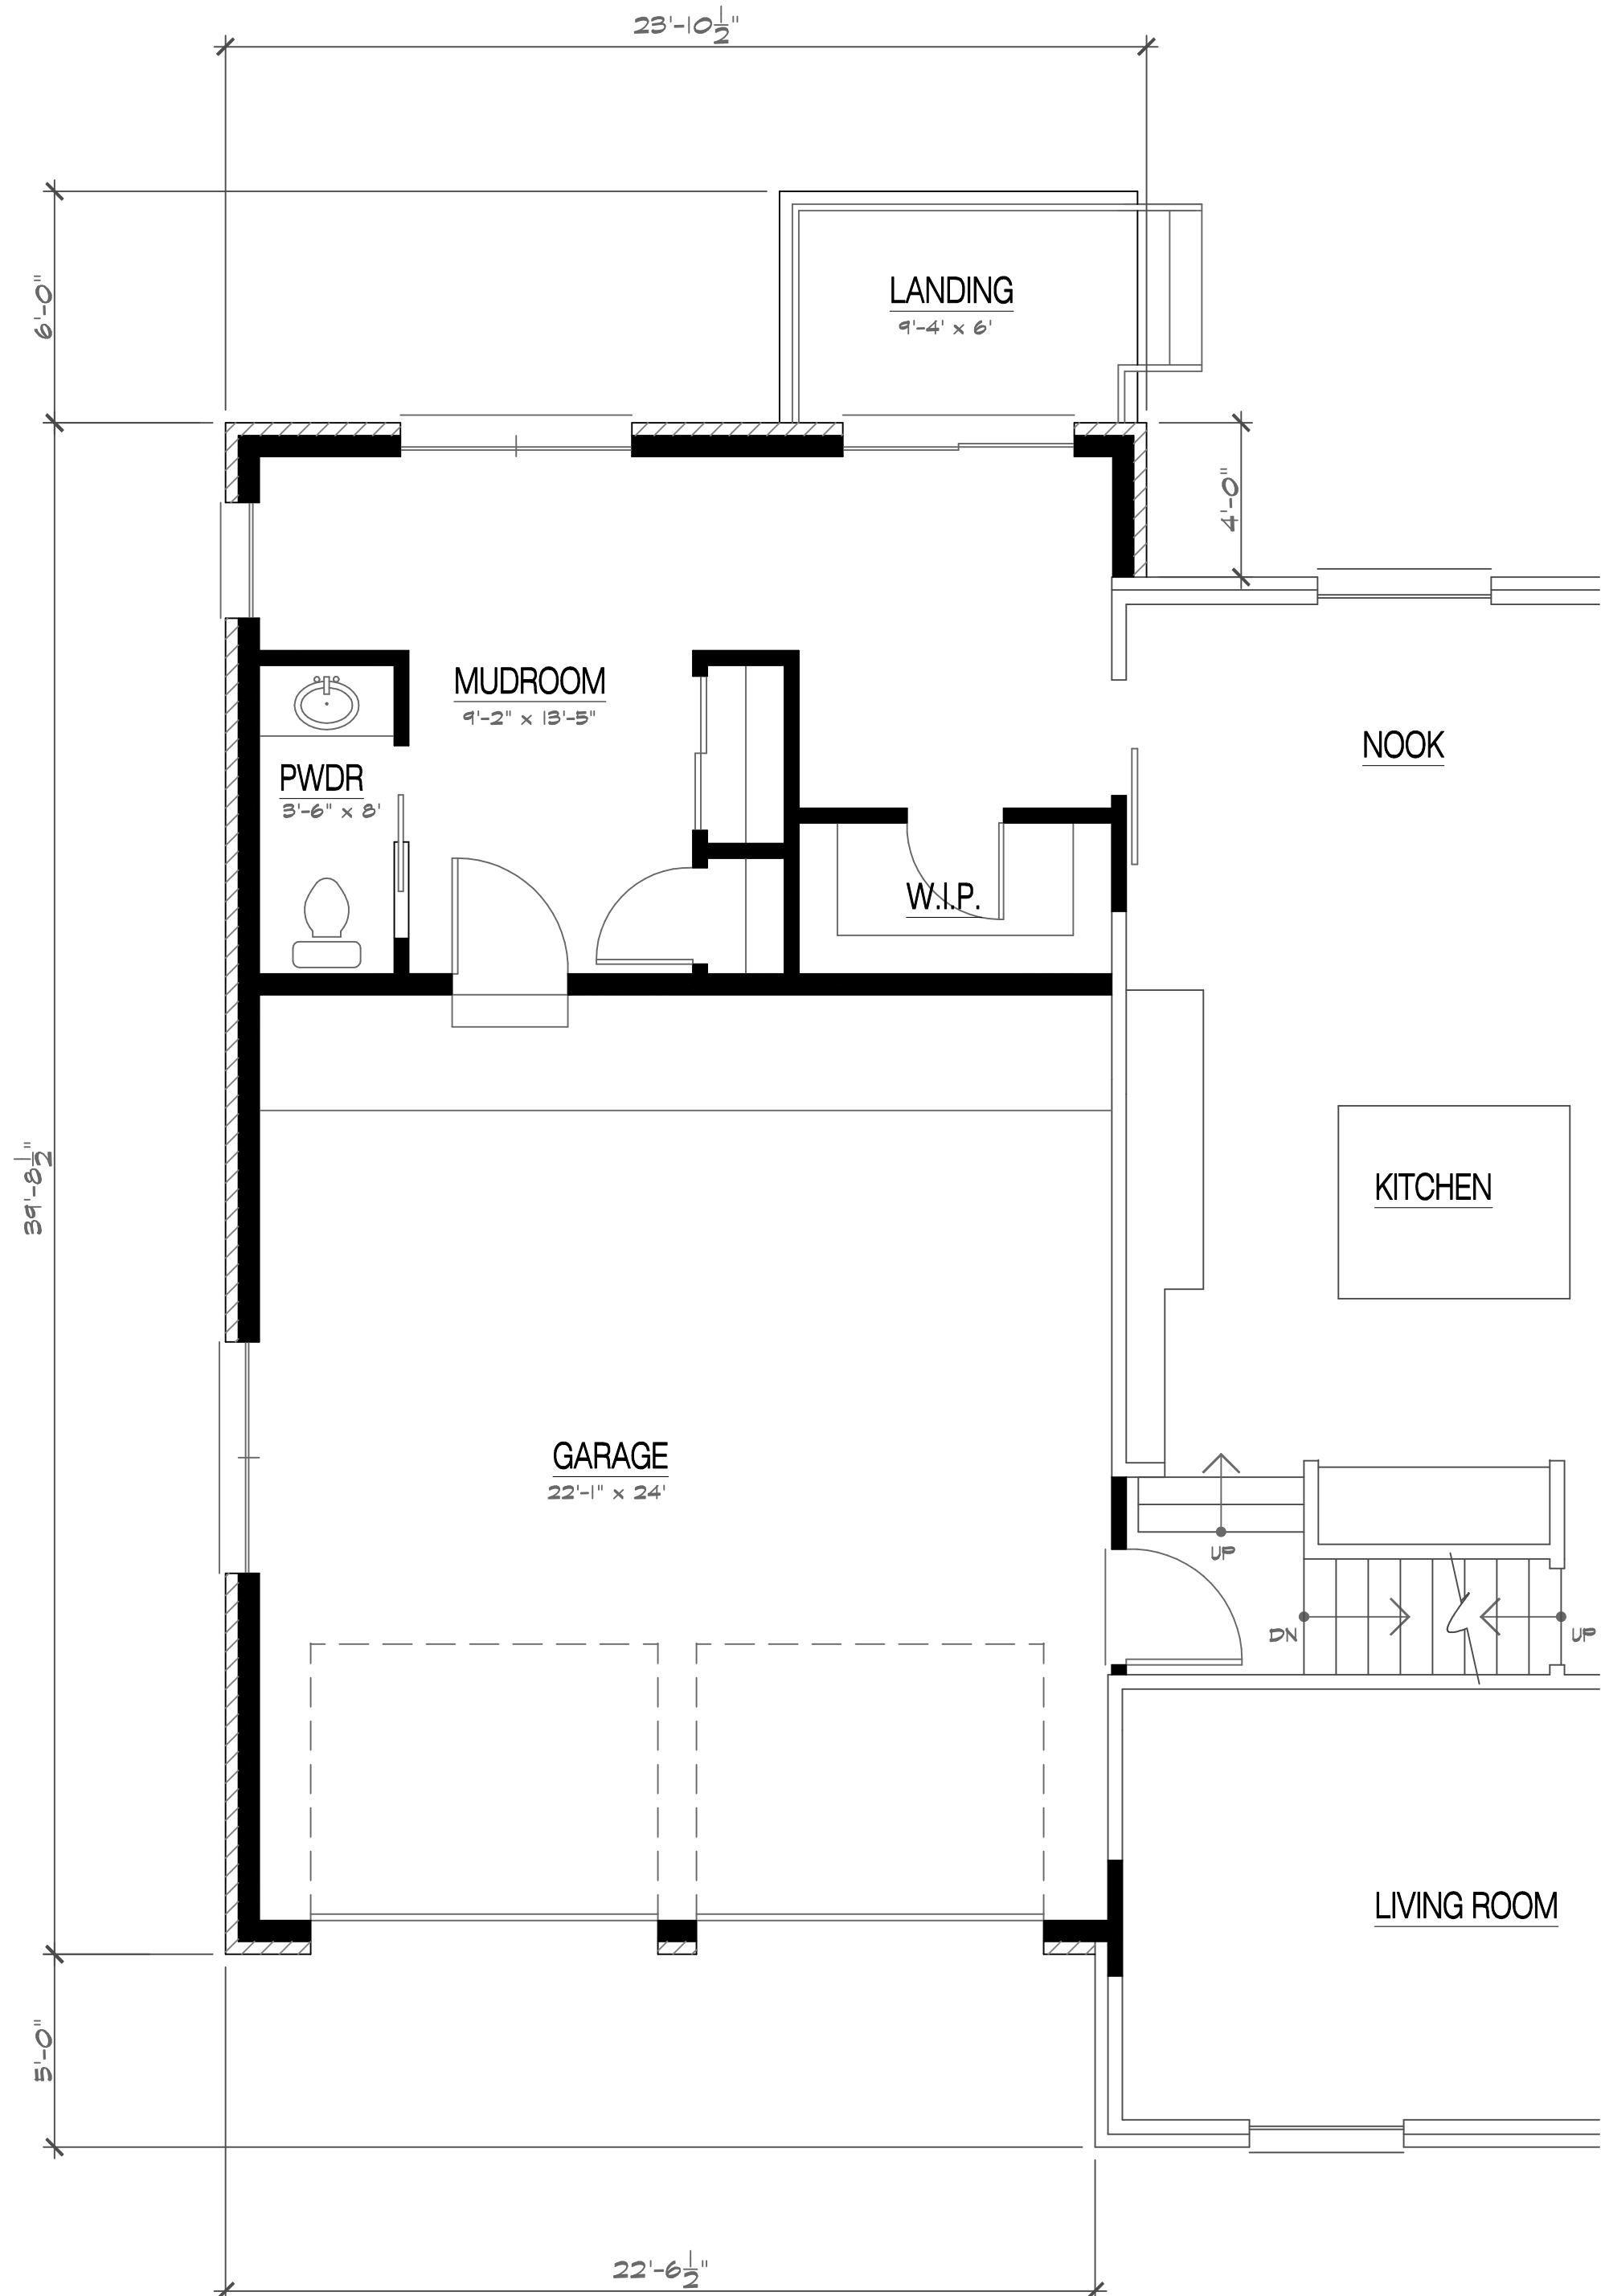 23'-10 1/2"
6'-0"
LANDING
9'-4' x 6'
4'-0"
MUDROOM
9'-2" x 13'-5"
NOOK
PWDR
3'-6" x 8'
W.I.P.
39'-8 1/2"
KITCHEN
GARAGE
22'-1" x 24'
UP
DN
UP
LIVING ROOM
5'-0"
22'-6 1/2"